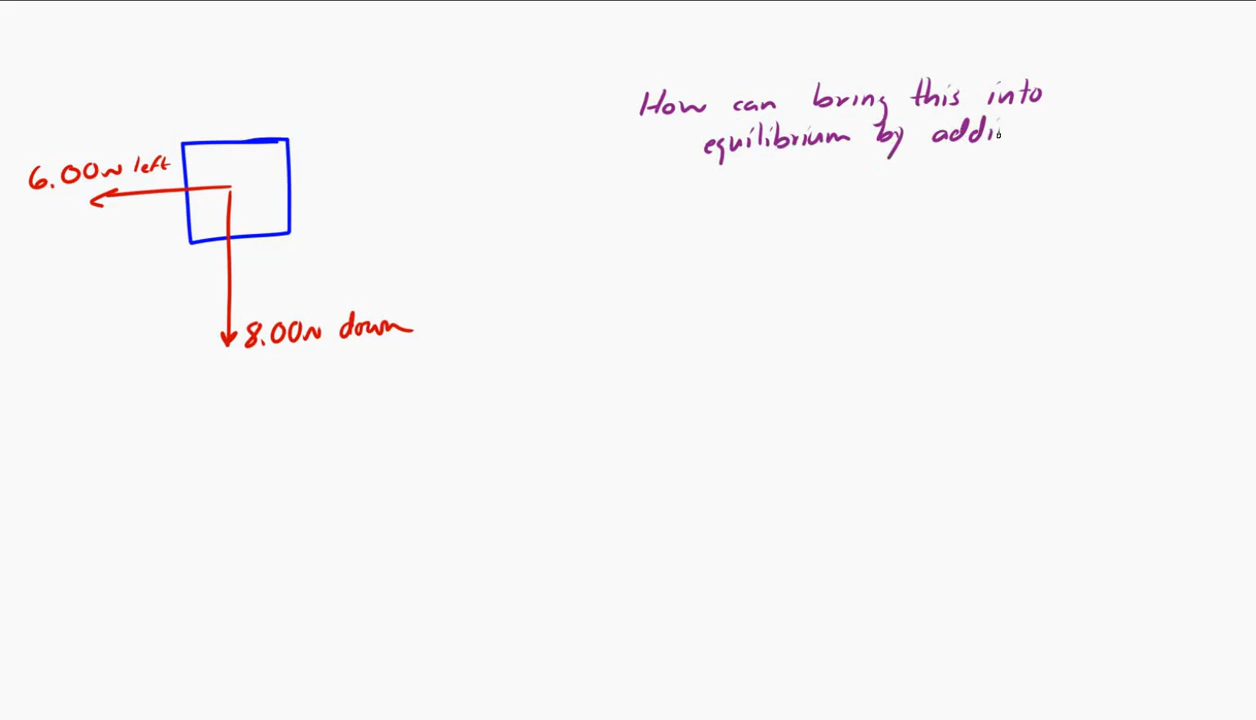 How can bring this into
equilibrium by addi
6.00N left
8.00N down